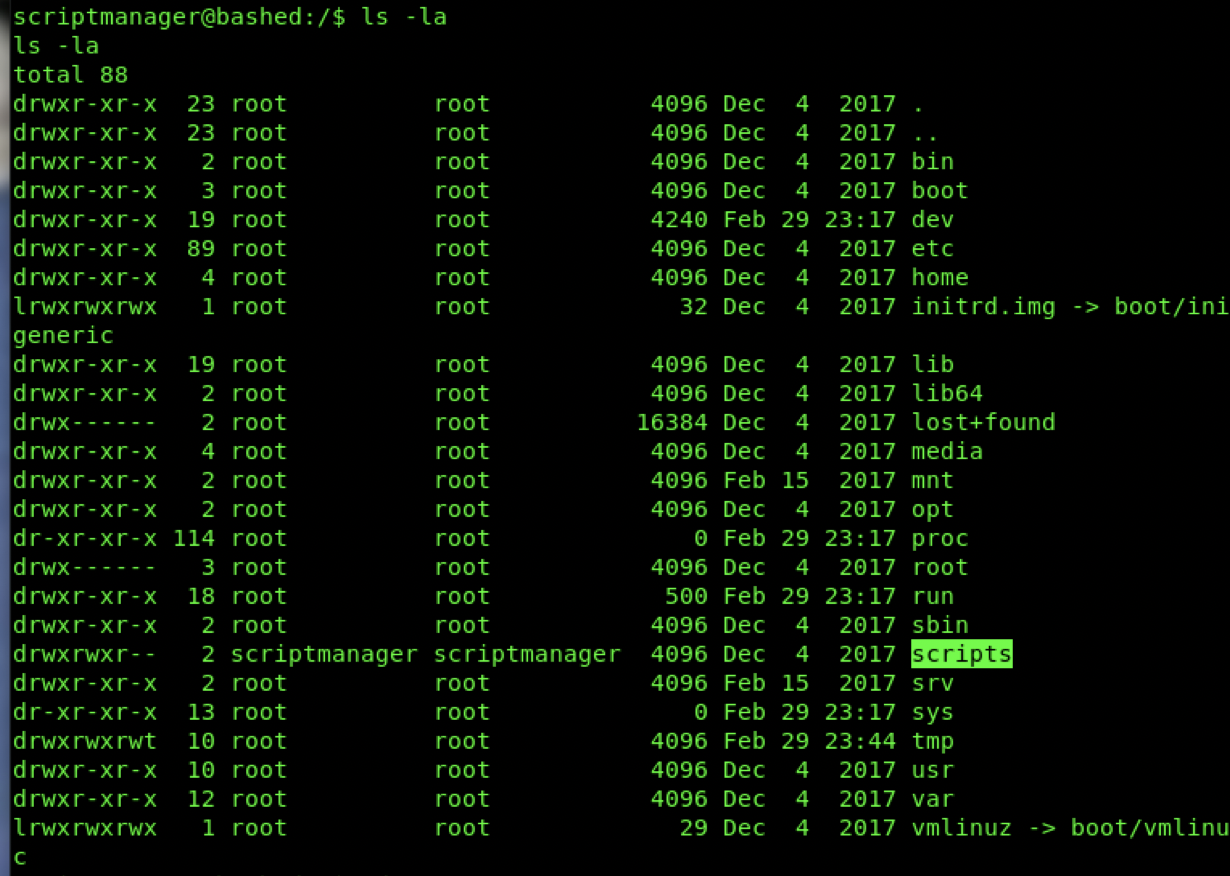 scriptmanager@bashed:/$ ls -la
ls -la
total 88
drwxr-xr-x  23 root          root           4096 Dec  4  2017 .
drwxr-xr-x  23 root          root           4096 Dec  4  2017 ..
drwxr-xr-x   2 root          root           4096 Dec  4  2017 bin
drwxr-xr-x   3 root          root           4096 Dec  4  2017 boot
drwxr-xr-x  19 root          root           4240 Feb 29 23:17 dev
drwxr-xr-x  89 root          root           4096 Dec  4  2017 etc
drwxr-xr-x   4 root          root           4096 Dec  4  2017 home
lrwxrwxrwx   1 root          root             32 Dec  4  2017 initrd.img -> boot/ini
generic
drwxr-xr-x  19 root          root           4096 Dec  4  2017 lib
drwxr-xr-x   2 root          root           4096 Dec  4  2017 lib64
drwx------   2 root          root          16384 Dec  4  2017 lost+found
drwxr-xr-x   4 root          root           4096 Dec  4  2017 media
drwxr-xr-x   2 root          root           4096 Feb 15  2017 mnt
drwxr-xr-x   2 root          root           4096 Dec  4  2017 opt
dr-xr-xr-x 114 root          root              0 Feb 29 23:17 proc
drwx------   3 root          root           4096 Dec  4  2017 root
drwxr-xr-x  18 root          root            500 Feb 29 23:17 run
drwxr-xr-x   2 root          root           4096 Dec  4  2017 sbin
drwxrwxr--   2 scriptmanager scriptmanager  4096 Dec  4  2017 scripts
drwxr-xr-x   2 root          root           4096 Feb 15  2017 srv
dr-xr-xr-x  13 root          root              0 Feb 29 23:17 sys
drwxrwxrwt  10 root          root           4096 Feb 29 23:44 tmp
drwxr-xr-x  10 root          root           4096 Dec  4  2017 usr
drwxr-xr-x  12 root          root           4096 Dec  4  2017 var
lrwxrwxrwx   1 root          root             29 Dec  4  2017 vmlinuz -> boot/vmlinu
c